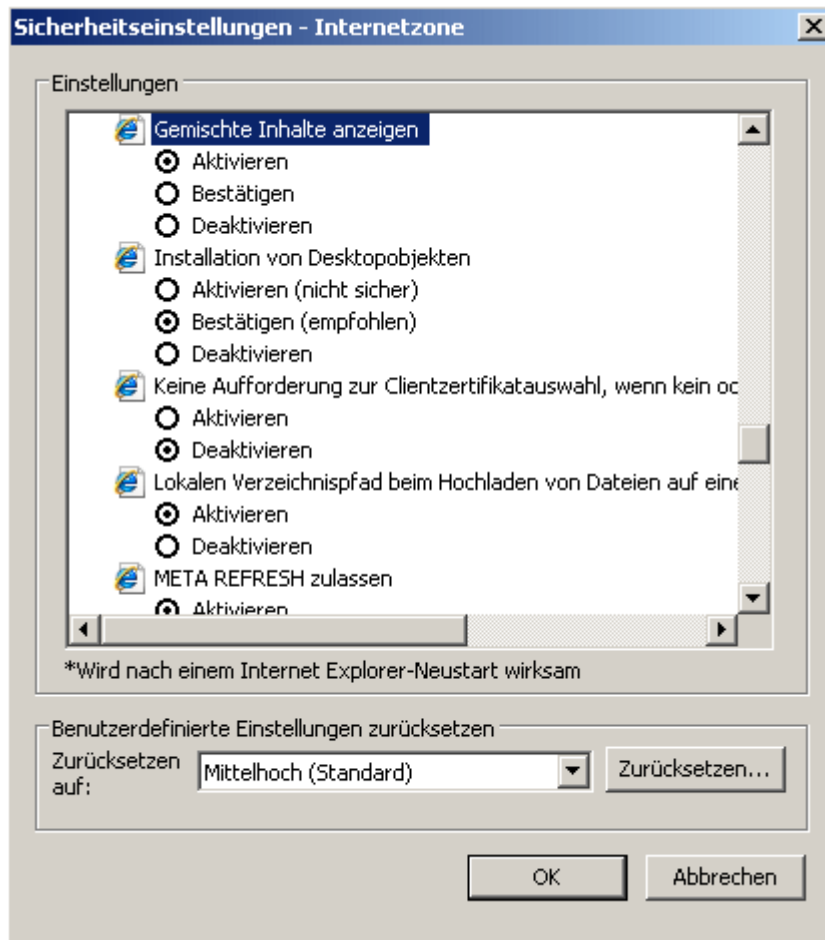 Sicherheitseinstellungen - Internetzone
Einstellungen
Gemischte Inhalte anzeigen
Aktivieren
Bestätigen
Deaktivieren
Installation von Desktopobjekten
Aktivieren (nicht sicher)
Bestätigen (empfohlen)
Deaktivieren
Keine Aufforderung zur Clientzertifikatauswahl, wenn kein oc
Aktivieren
Deaktivieren
Lokalen Verzeichnispfad beim Hochladen von Dateien auf eine
Aktivieren
Deaktivieren
META REFRESH zulassen
Aktivieren
*Wird nach einem Internet Explorer-Neustart wirksam
Benutzerdefinierte Einstellungen zurücksetzen
Zurücksetzen
auf:
Mittelhoch (Standard)
Zurücksetzen...
OK
Abbrechen